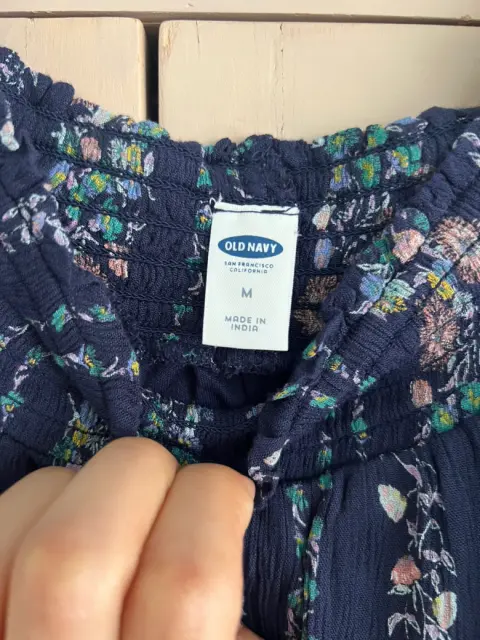 OLD NAVY
SAN FRANCISCO
CALIFORNIA
M
MADE IN
INDIA